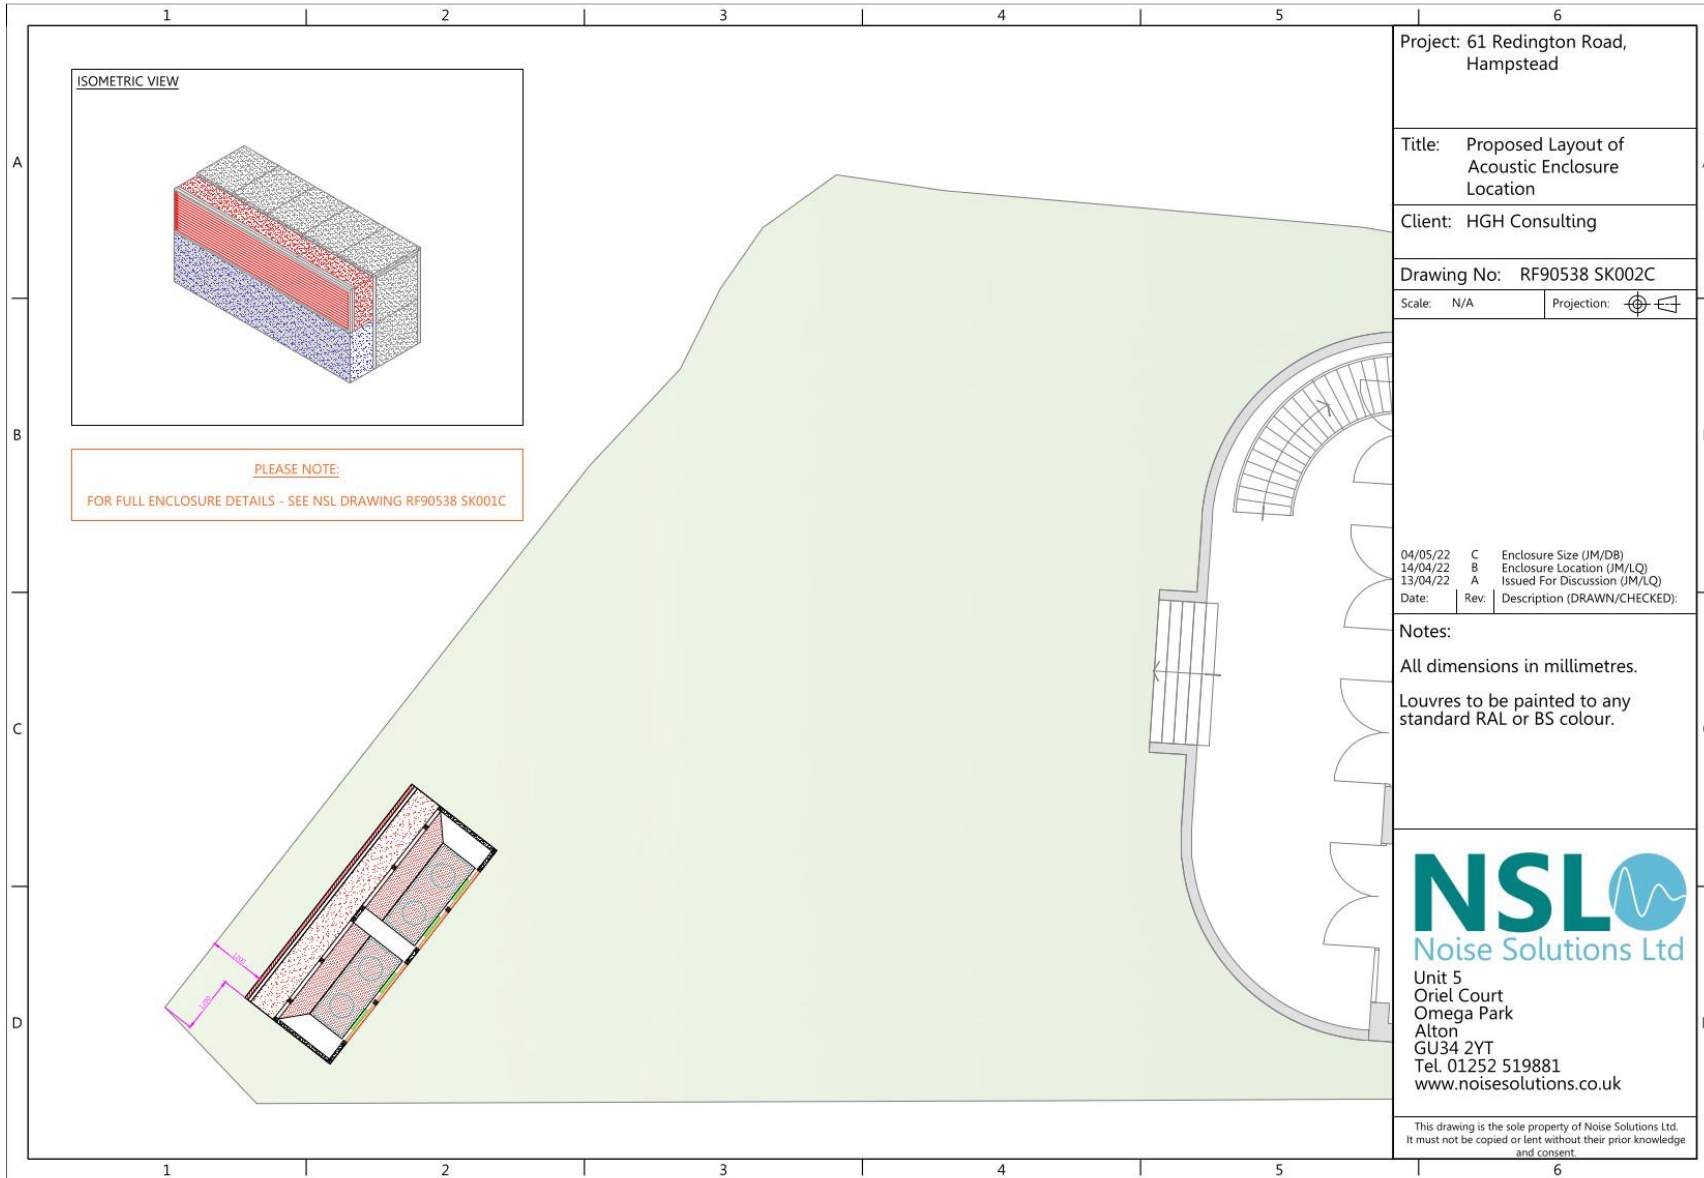 1 2 3 4 5 6
A
B
C
D
ISOMETRIC VIEW
PLEASE NOTE:
FOR FULL ENCLOSURE DETAILS - SEE NSL DRAWING RF90538 SK001C
1200
1200
Project: 61 Redington Road,
Hampstead
Title: Proposed Layout of
Acoustic Enclosure
Location
Client: HGH Consulting
Drawing No: RF90538 SK002C
Scale: N/A Projection:
04/05/22 C Enclosure Size (JM/DB)
14/04/22 B Enclosure Location (JM/LQ)
13/04/22 A Issued For Discussion (JM/LQ)
Date: Rev: Description (DRAWN/CHECKED):
Notes:
All dimensions in millimetres.
Louvres to be painted to any
standard RAL or BS colour.
NSL
Noise Solutions Ltd
Unit 5
Oriel Court
Omega Park
Alton
GU34 2YT
Tel. 01252 519881
www.noisesolutions.co.uk
This drawing is the sole property of Noise Solutions Ltd.
It must not be copied or lent without their prior knowledge
and consent.
1 2 3 4 5 6